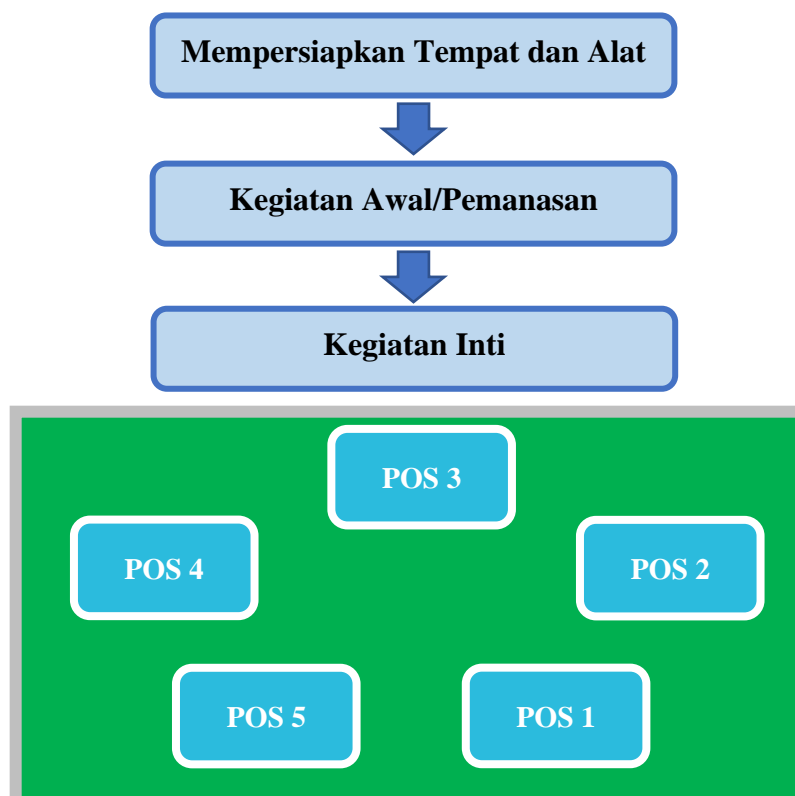 Mempersiapkan Tempat dan Alat
Kegiatan Awal/Pemanasan
Kegiatan Inti
POS 3
POS 4
POS 2
POS 5
POS 1